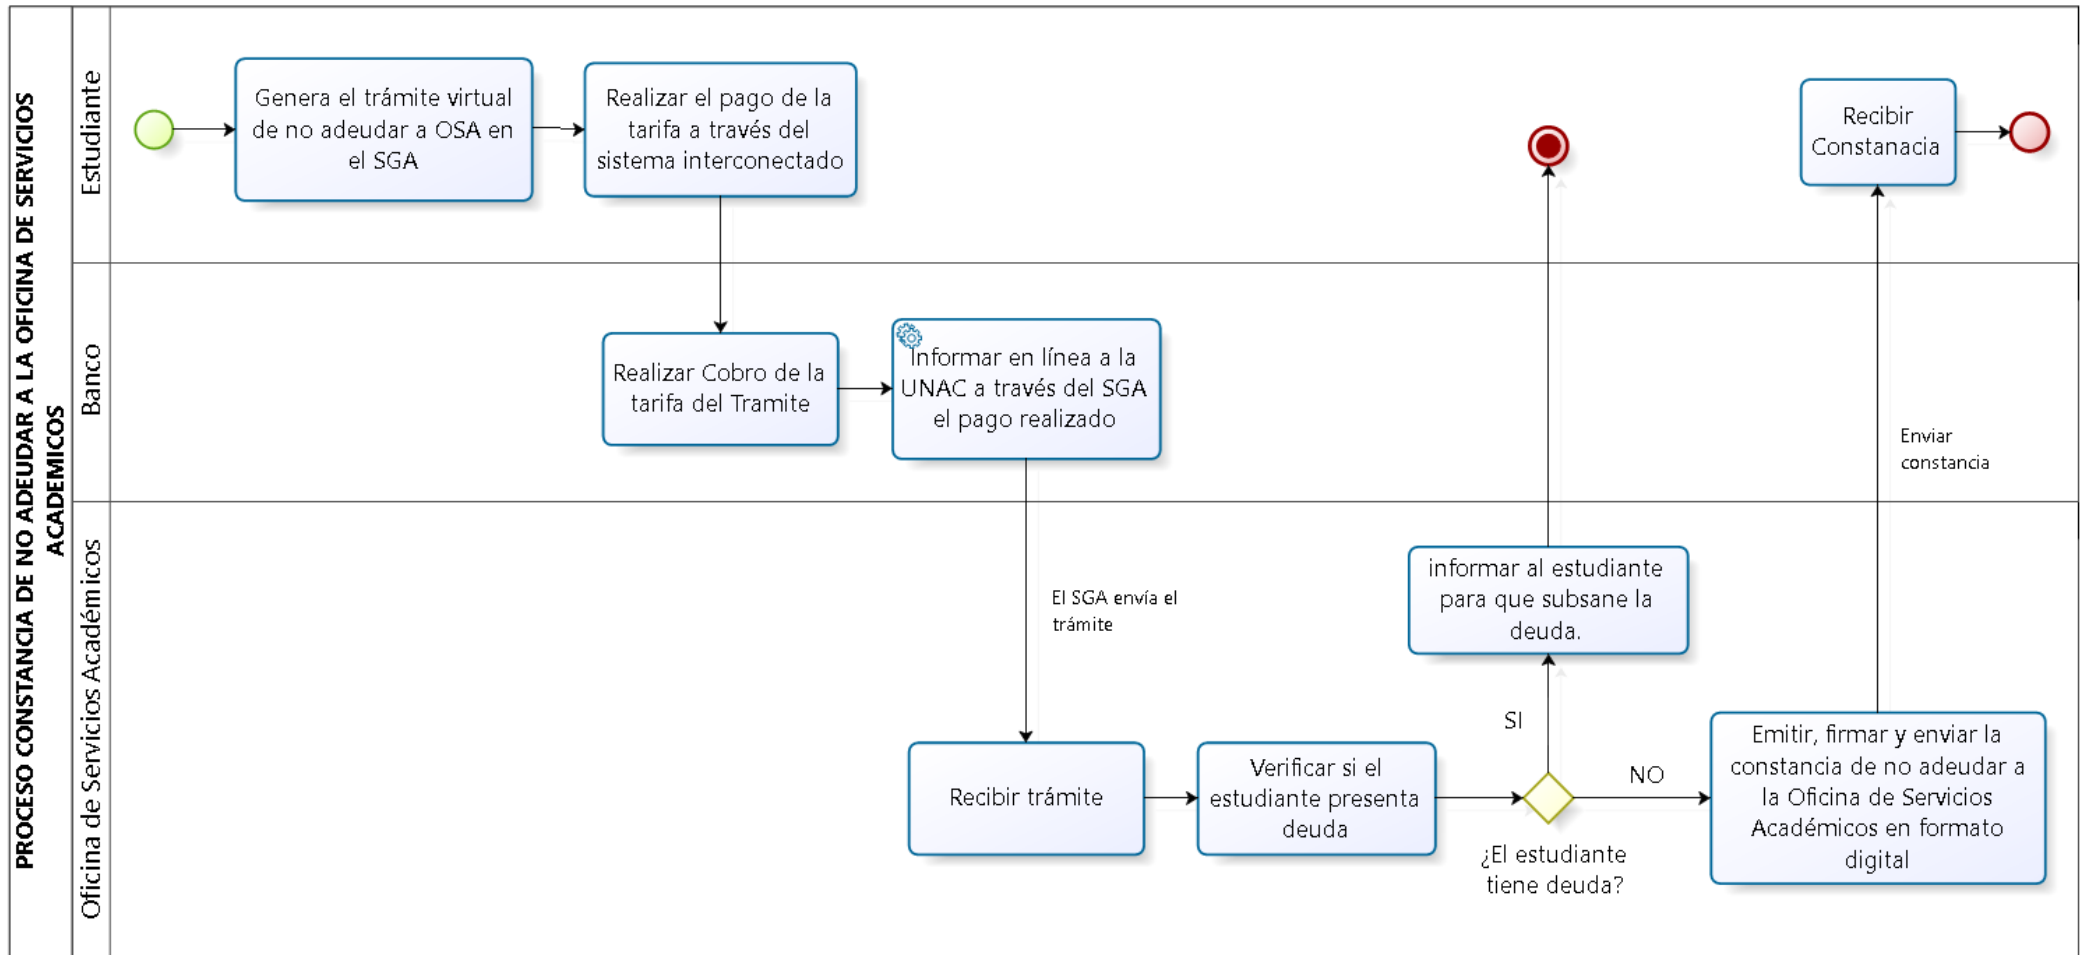 PROCESO CONSTANCIA DE NO ADEUDAR A LA OFICINA DE SERVICIOS
ACADEMICOS
Estudiante
Genera el trámite virtual
de no adeudar a OSA en
el SGA
Realizar el pago de la
tarifa a través del
sistema interconectado
Recibir
Constanacia
Banco
Realizar Cobro de la
tarifa del Tramite
Informar en línea a la
UNAC a través del SGA
el pago realizado
Enviar
constancia
Oficina de Servicios Académicos
El SGA envía el
trámite
informar al estudiante
para que subsane la
deuda.
SI
Recibir trámite
Verificar si el
estudiante presenta
deuda
¿El estudiante
tiene deuda?
NO
Emitir, firmar y enviar la
constancia de no adeudar a
la Oficina de Servicios
Académicos en formato
digital